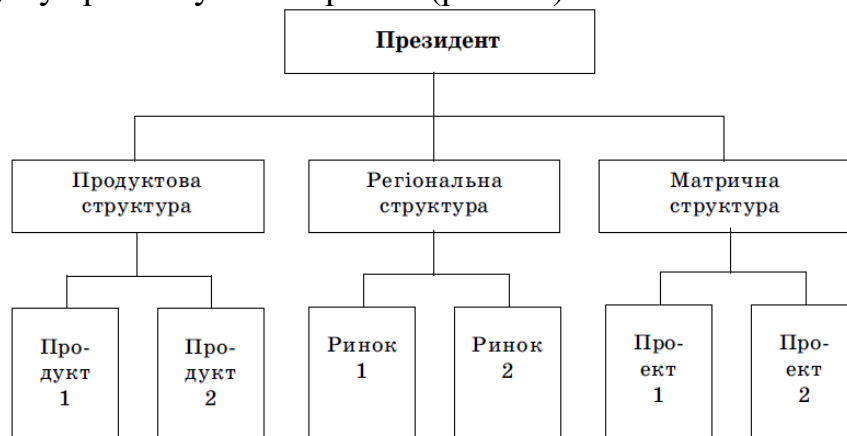 Президент
Продуктова
структура
Регіональна
структура
Матрична
структура
Про-
дукт
1
Про-
дукт
2
Ринок
1
Ринок
2
Про-
ект
1
Про-
ект
2